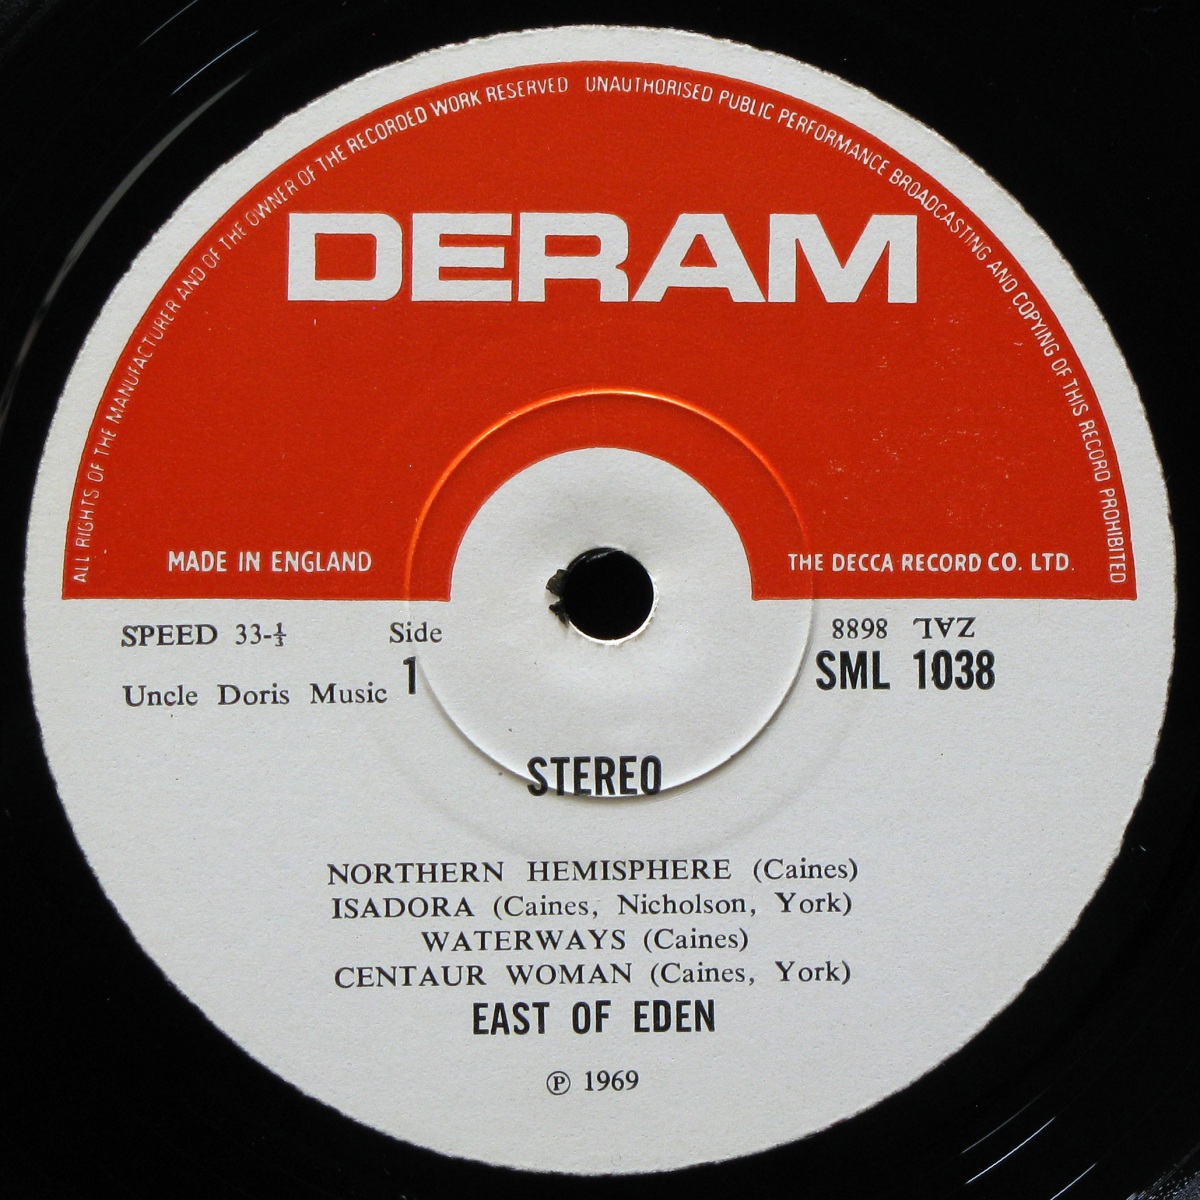 ALL RIGHTS OF THE MANUFACTURER AND OF THE OWNER OF THE RECORDED WORK RESERVED UNAUTHORISED PUBLIC PERFORMANCE BROADCASTING AND COPYING OF THIS RECORD PROHIBITED
DERAM
MADE IN ENGLAND
THE DECCA RECORD CO. LTD.
SPEED 33-⅓
Side
1
Uncle Doris Music
ZAL 8898
SML 1038
STEREO
NORTHERN HEMISPHERE (Caines)
ISADORA (Caines, Nicholson, York)
WATERWAYS (Caines)
CENTAUR WOMAN (Caines, York)
EAST OF EDEN
℗ 1969